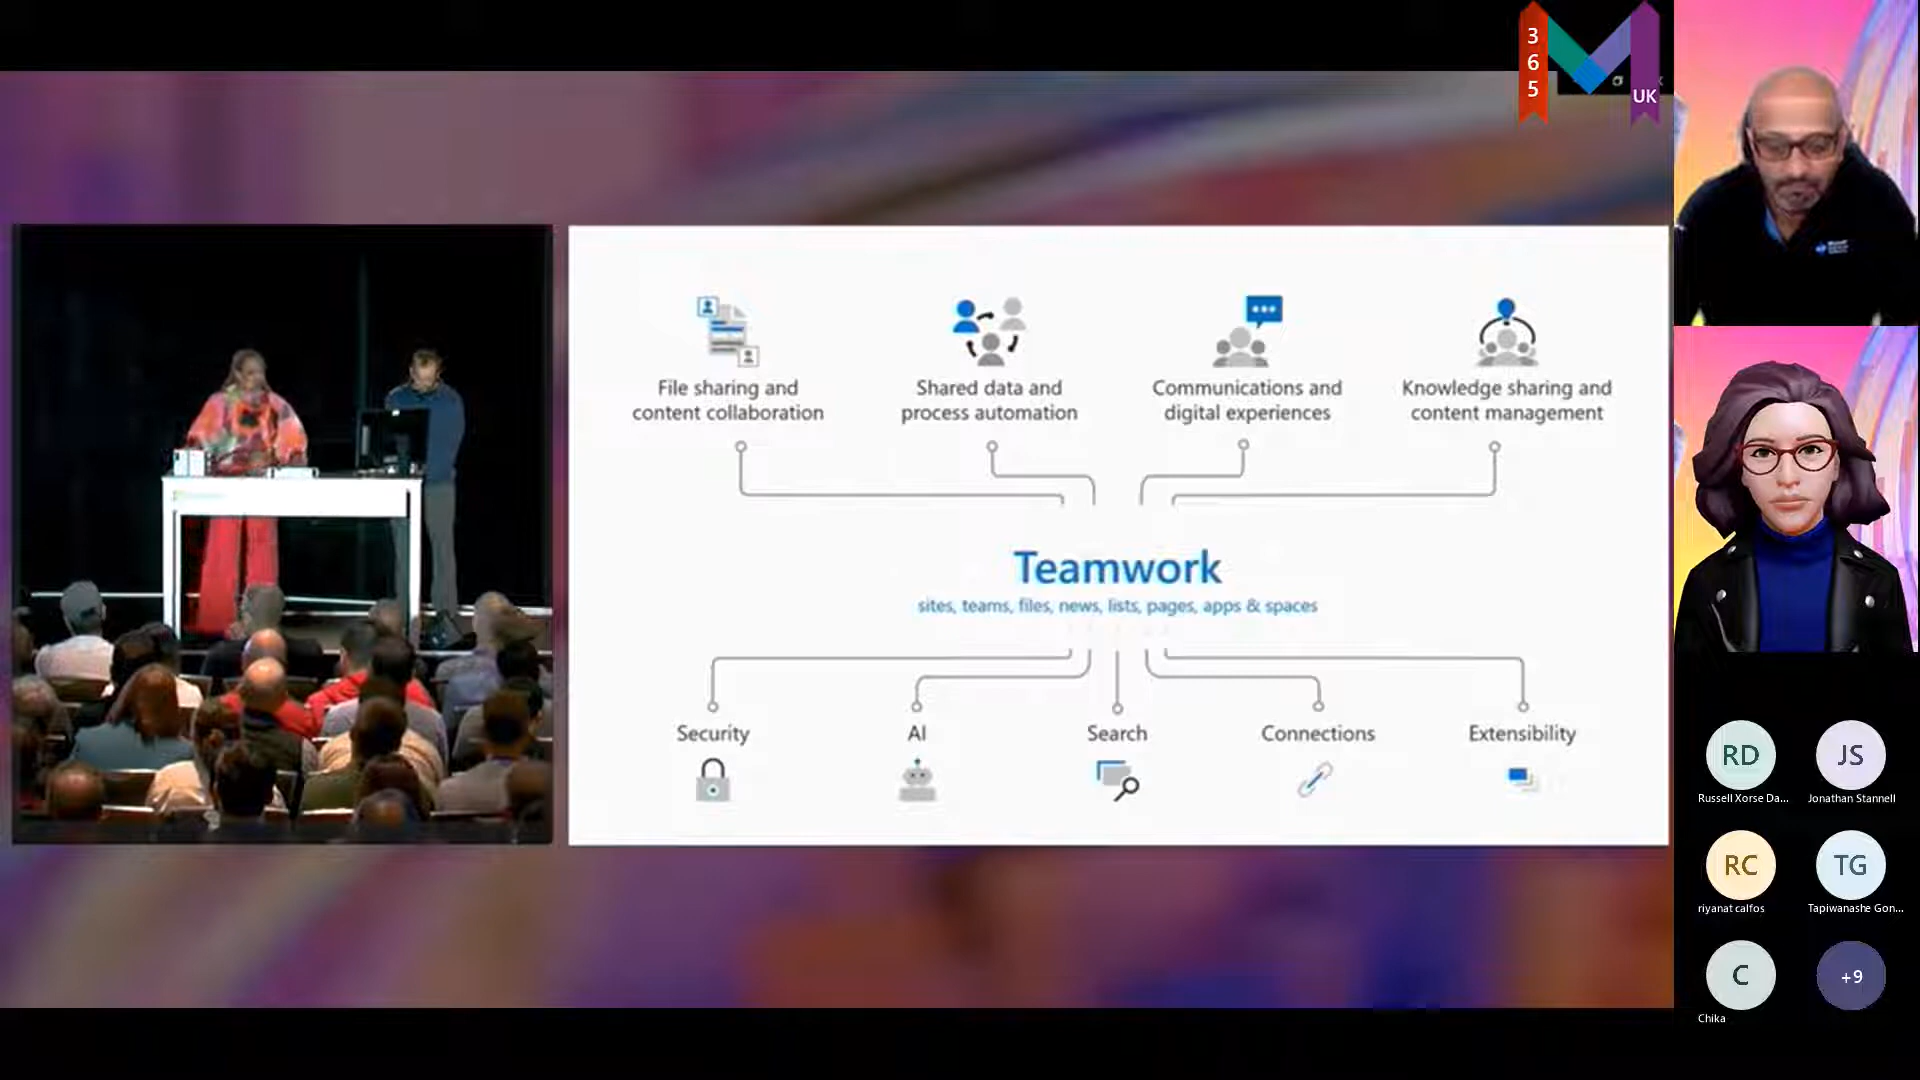 3
6
5
UK
File sharing and
content collaboration
Shared data and
process automation
Communications and
digital experiences
Knowledge sharing and
content management
Teamwork
sites, teams, files, news, lists, pages, apps & spaces
Security
AI
Search
Connections
Extensibility
RD
Russell Xorse Da...
JS
Jonathan Stannell
RC
riyanat calfos
TG
Tapiwanashe Gon...
C
Chika
+9